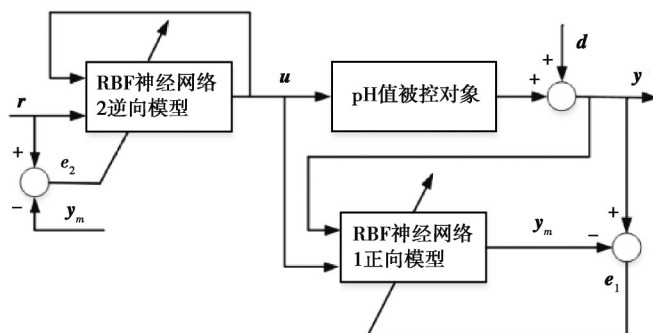 d
RBF神经网络
2逆向模型
u
pH值被控对象
+
+
y
r
+
e₂
−
yₘ
RBF神经网络
1正向模型
yₘ
−
+
e₁